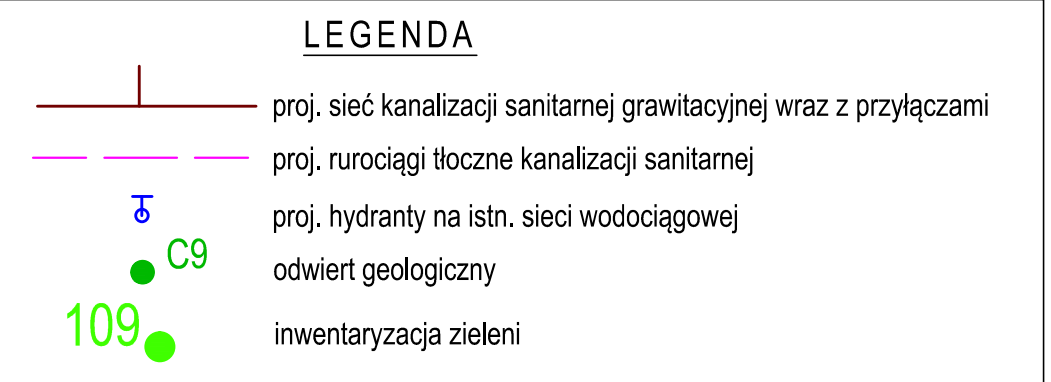 LEGENDA
proj. sieć kanalizacji sanitarnej grawitacyjnej wraz z przyłączami
proj. rurociągi tłoczne kanalizacji sanitarnej
proj. hydranty na istn. sieci wodociągowej
C9 odwiert geologiczny
109 inwentaryzacja zieleni